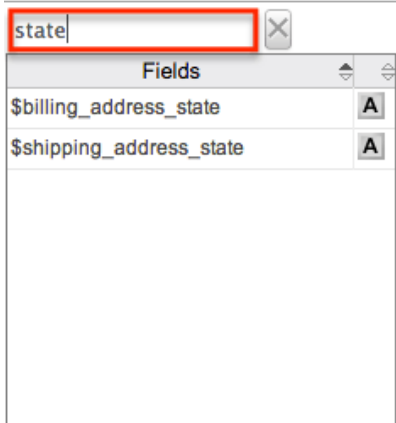 state
Fields
$billing_address_state A
$shipping_address_state A